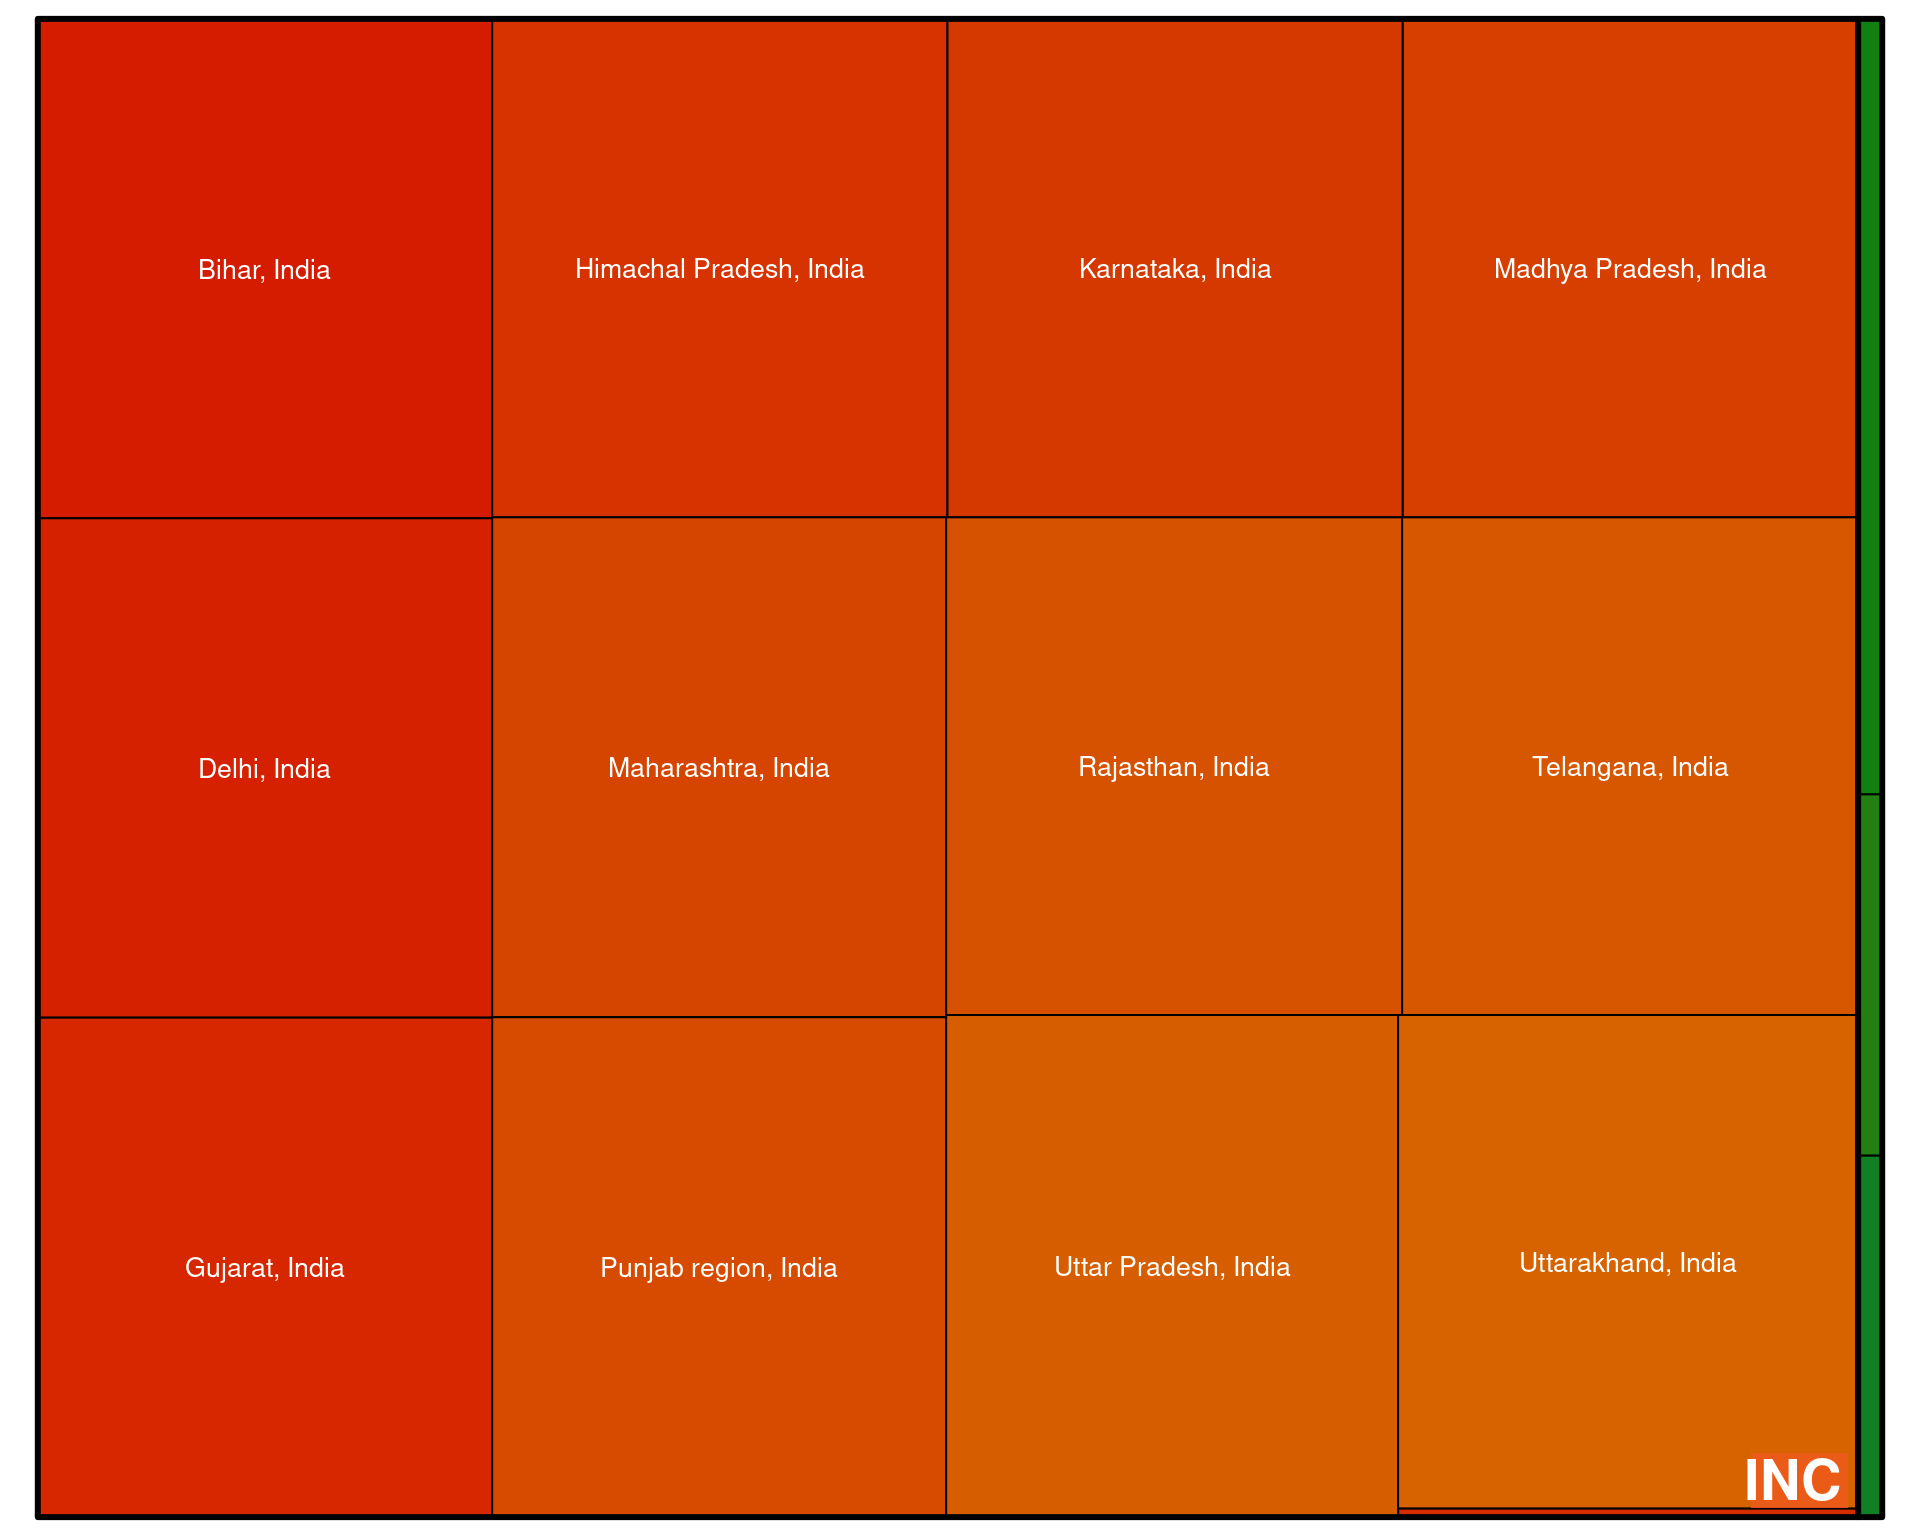 Bihar, India
Himachal Pradesh, India
Karnataka, India
Madhya Pradesh, India
Delhi, India
Maharashtra, India
Rajasthan, India
Telangana, India
Gujarat, India
Punjab region, India
Uttar Pradesh, India
Uttarakhand, India
INC